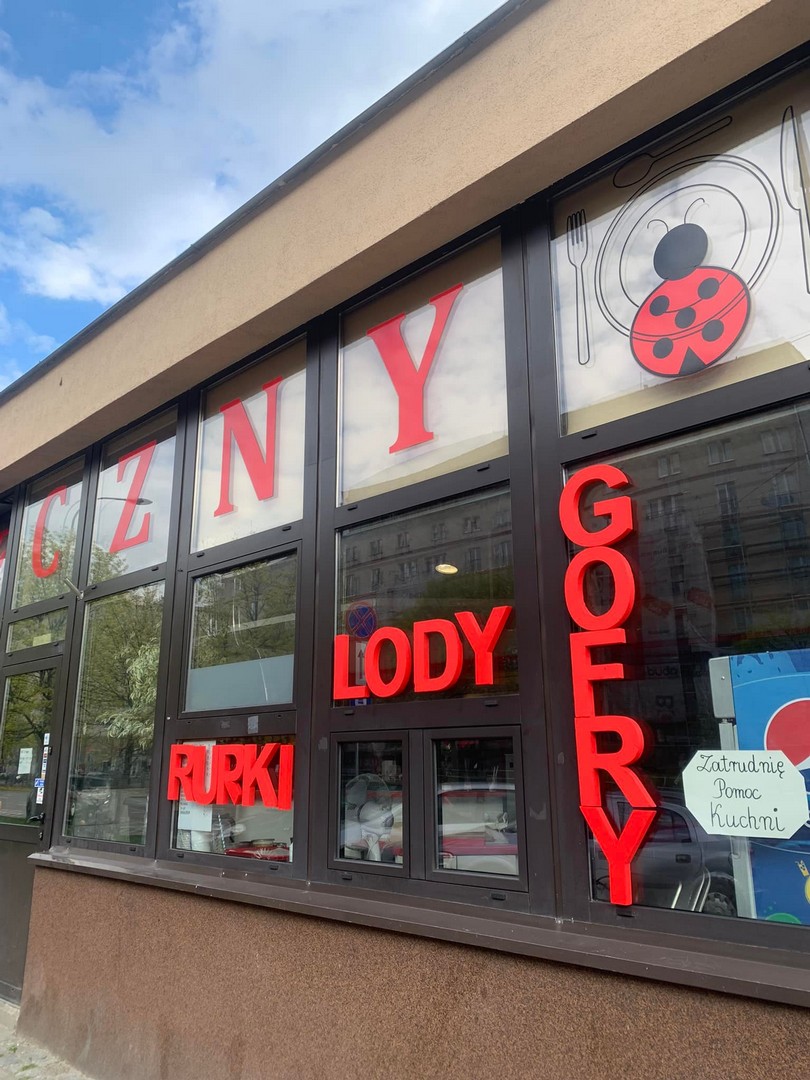 CZNY
LODY
RURKI
GOFRY
Zatrudnię
Pomoc
Kuchni